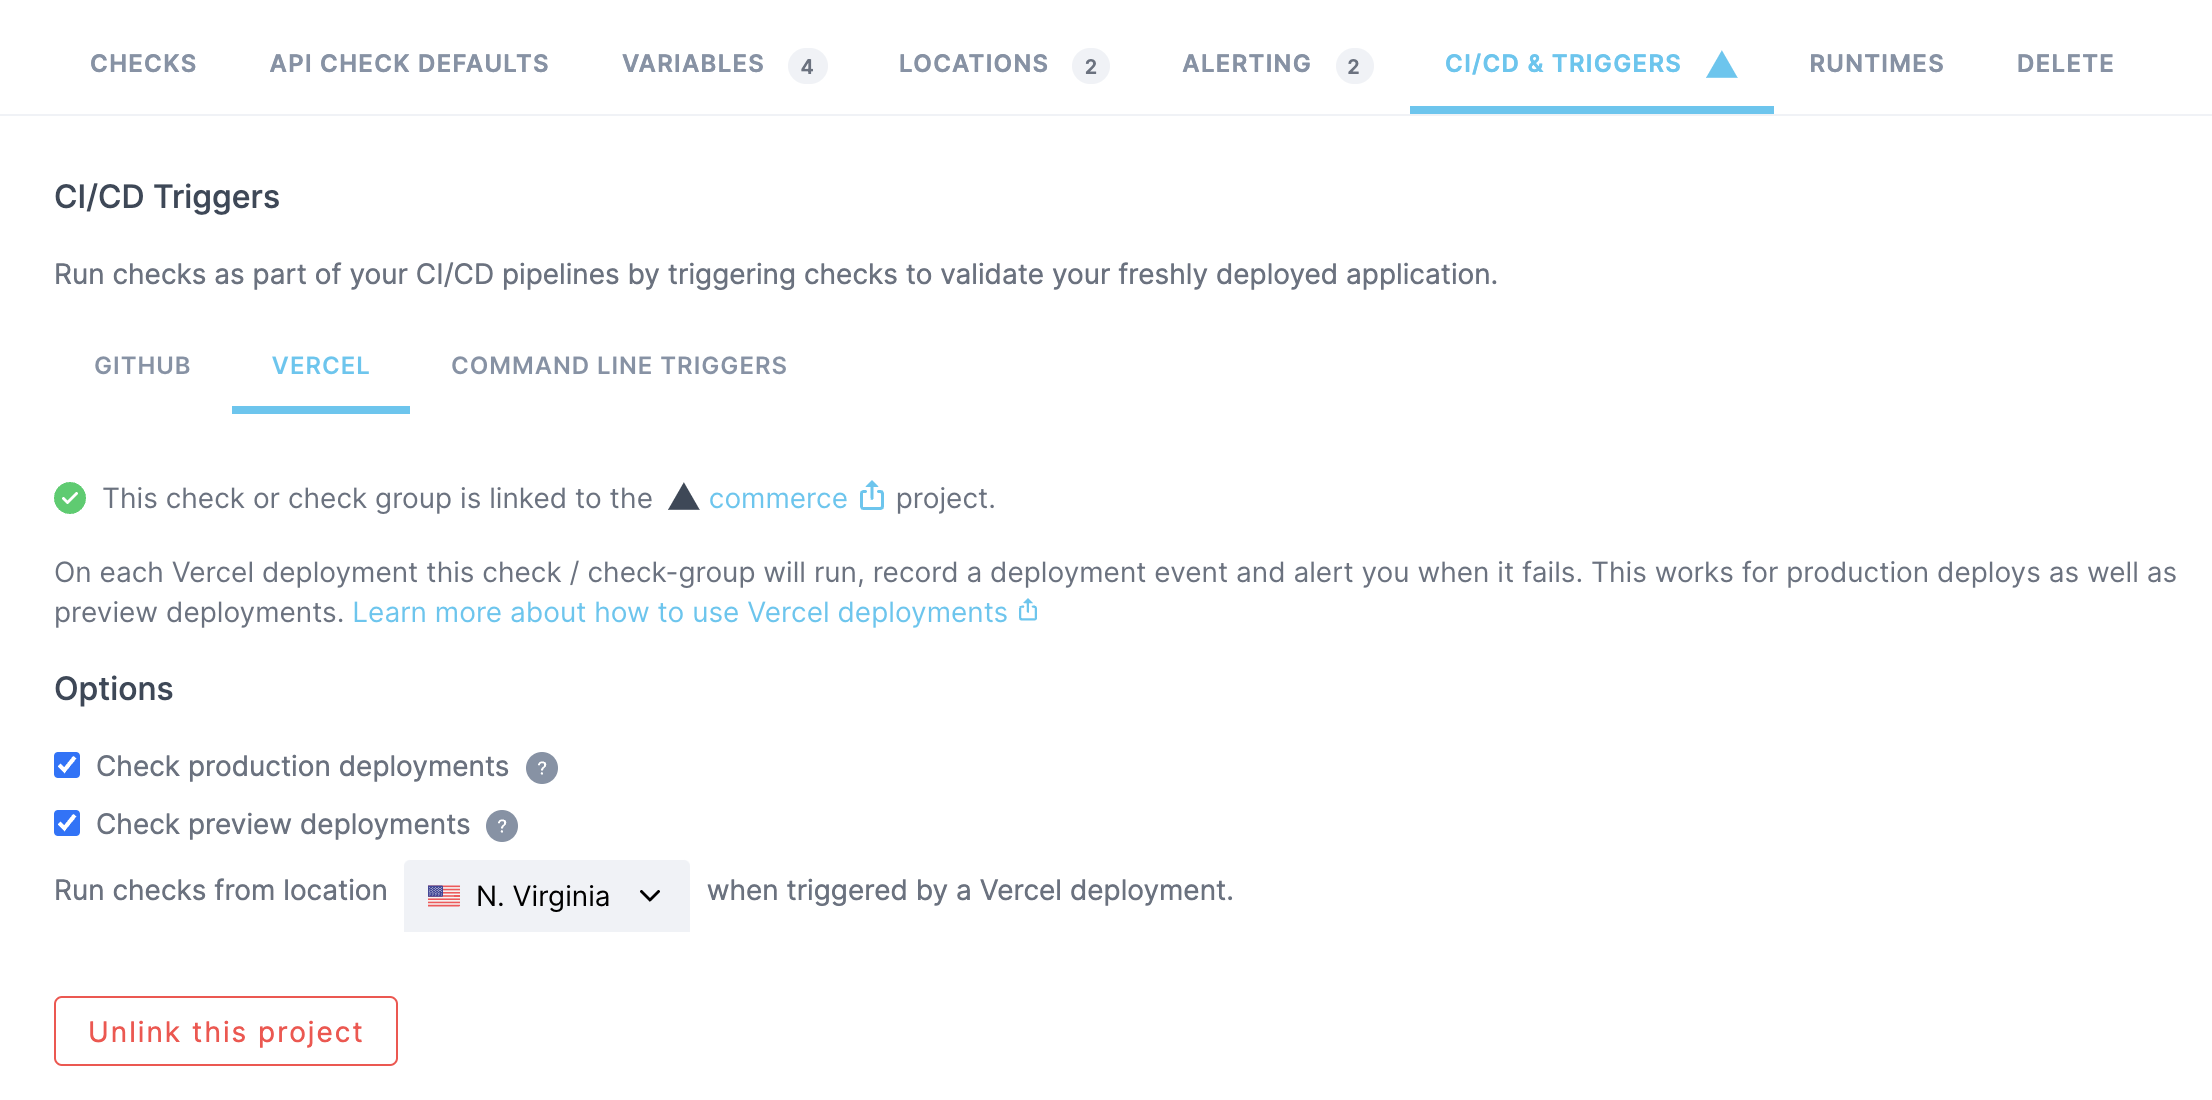 CHECKS API CHECK DEFAULTS VARIABLES 4 LOCATIONS 2 ALERTING 2 CI/CD & TRIGGERS RUNTIMES DELETE
CI/CD Triggers
Run checks as part of your CI/CD pipelines by triggering checks to validate your freshly deployed application.
GITHUB VERCEL COMMAND LINE TRIGGERS
This check or check group is linked to the commerce project.
On each Vercel deployment this check / check-group will run, record a deployment event and alert you when it fails. This works for production deploys as well as
preview deployments. Learn more about how to use Vercel deployments
Options
Check production deployments ?
Check preview deployments ?
Run checks from location N. Virginia when triggered by a Vercel deployment.
Unlink this project